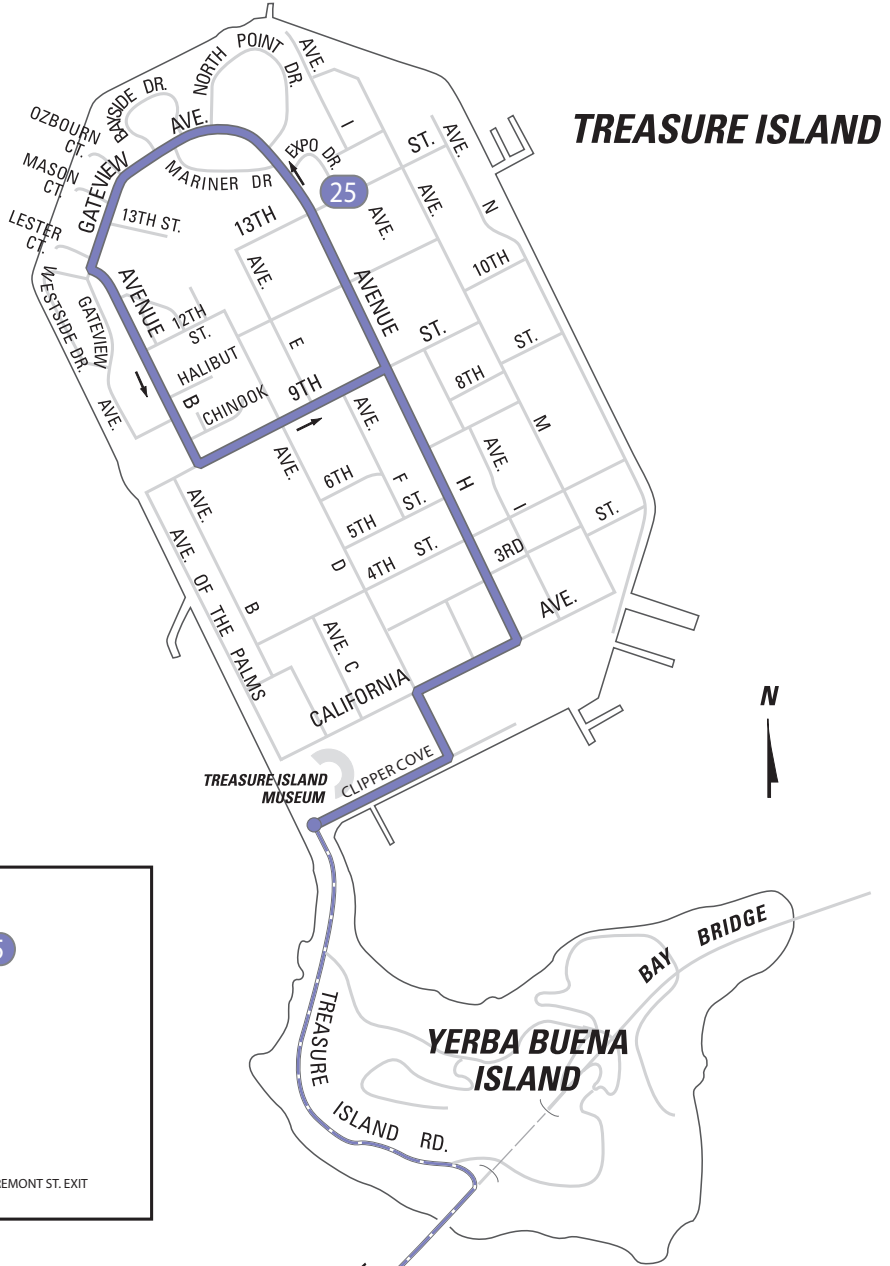 TREASURE ISLAND
NORTH POINT DR.
AVE. I
BAYSIDE DR.
OZBOURN
CT.
MASON
CT.
LESTER
CT.
GATEVIEW AVE.
MARINER DR
EXPO DR.
25
ST.
AVE. N
13TH ST.
13TH
AVE.
AVE.
AVE.
10TH
WESTSIDE DR.
GATEVIEW
AVE.
AVENUE
B
12TH
ST.
HALIBUT
CHINOOK
E
9TH
AVENUE
ST.
ST.
8TH
M
AVE.
AVE.
F
H
AVE.
I
6TH
5TH
ST.
4TH
ST.
3RD
ST.
D
AVE.
B
AVE. OF THE PALMS
AVE. C
CALIFORNIA
AVE.
N
TREASURE ISLAND
MUSEUM
CLIPPER COVE
BAY BRIDGE
YERBA BUENA
ISLAND
TREASURE
ISLAND RD.
5
EMONT ST. EXIT